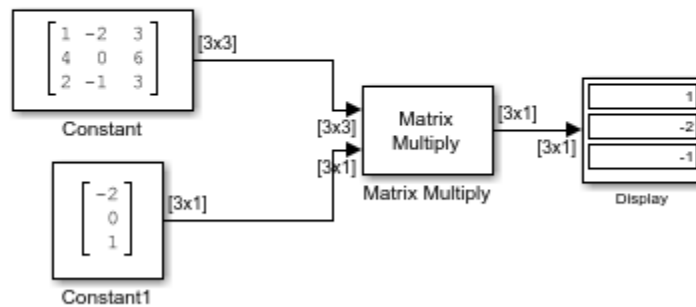 1 -2 3
4 0 6
2 -1 3
[3x3]
Constant
[3x3]
-2
0
1
[3x1]
Constant1
[3x1]
Matrix
Multiply
Matrix Multiply
[3x1]
[3x1]
1
-2
-1
Display